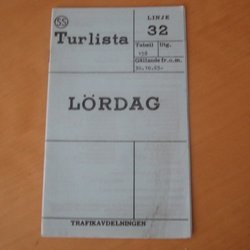 SS
LINJE
Turlista
32
Tabell Utg.
Gällande fr.o.m.
LÖRDAG
TRAFIKAVDELNINGEN